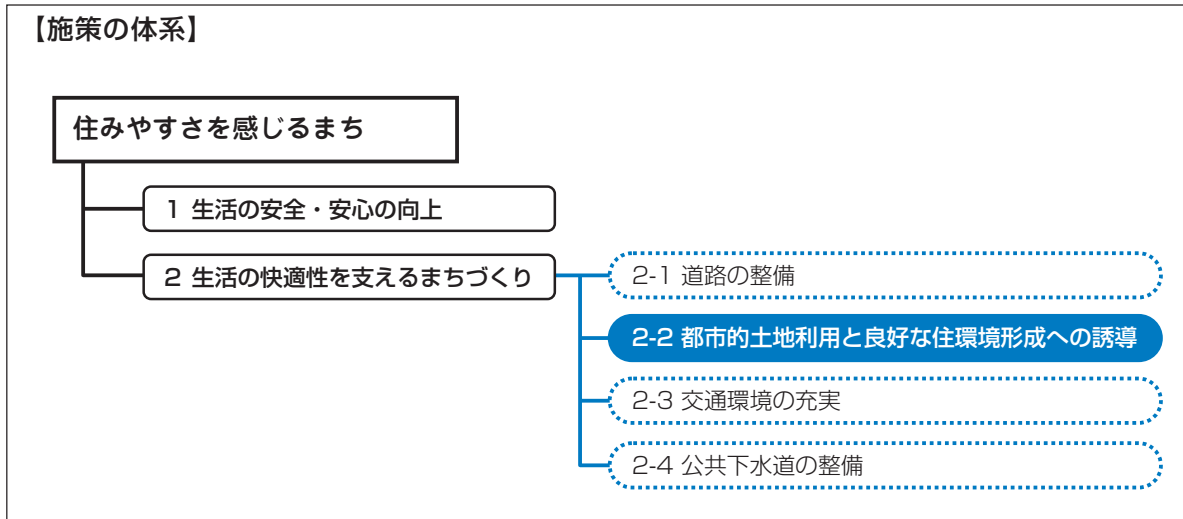 【施策の体系】
住みやすさを感じるまち
1 生活の安全・安心の向上
2 生活の快適性を支えるまちづくり
2-1 道路の整備
2-2 都市的土地利用と良好な住環境形成への誘導
2-3 交通環境の充実
2-4 公共下水道の整備